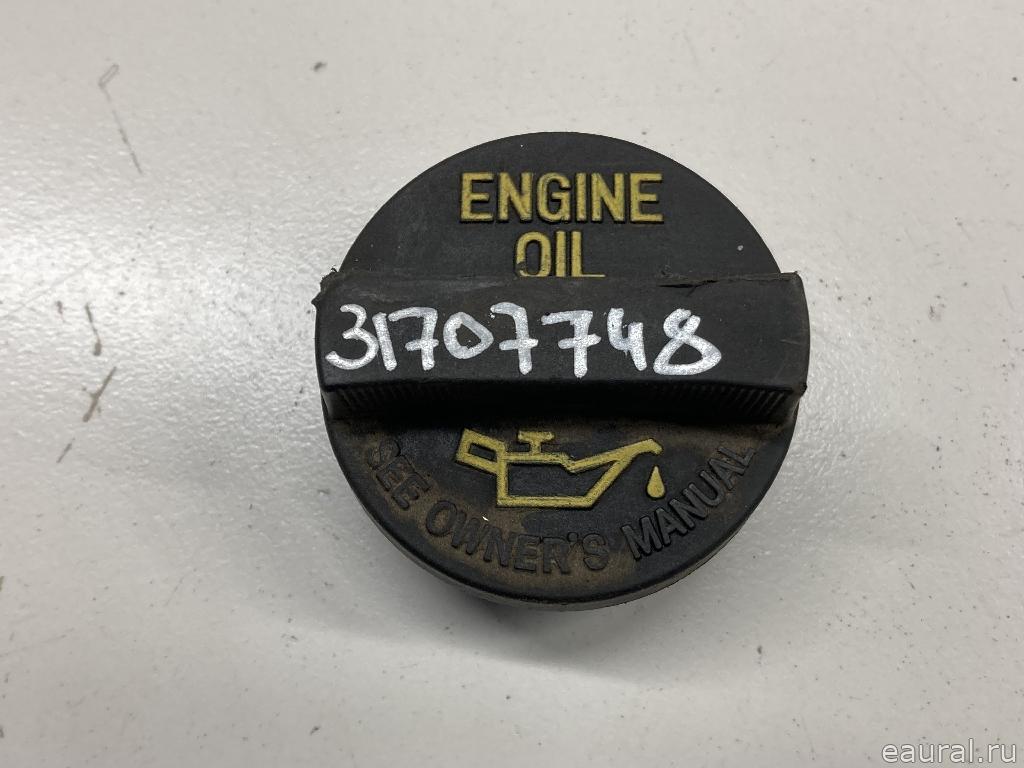 ENGINE
OIL
31707748
SEE OWNER'S MANUAL
eaural.ru